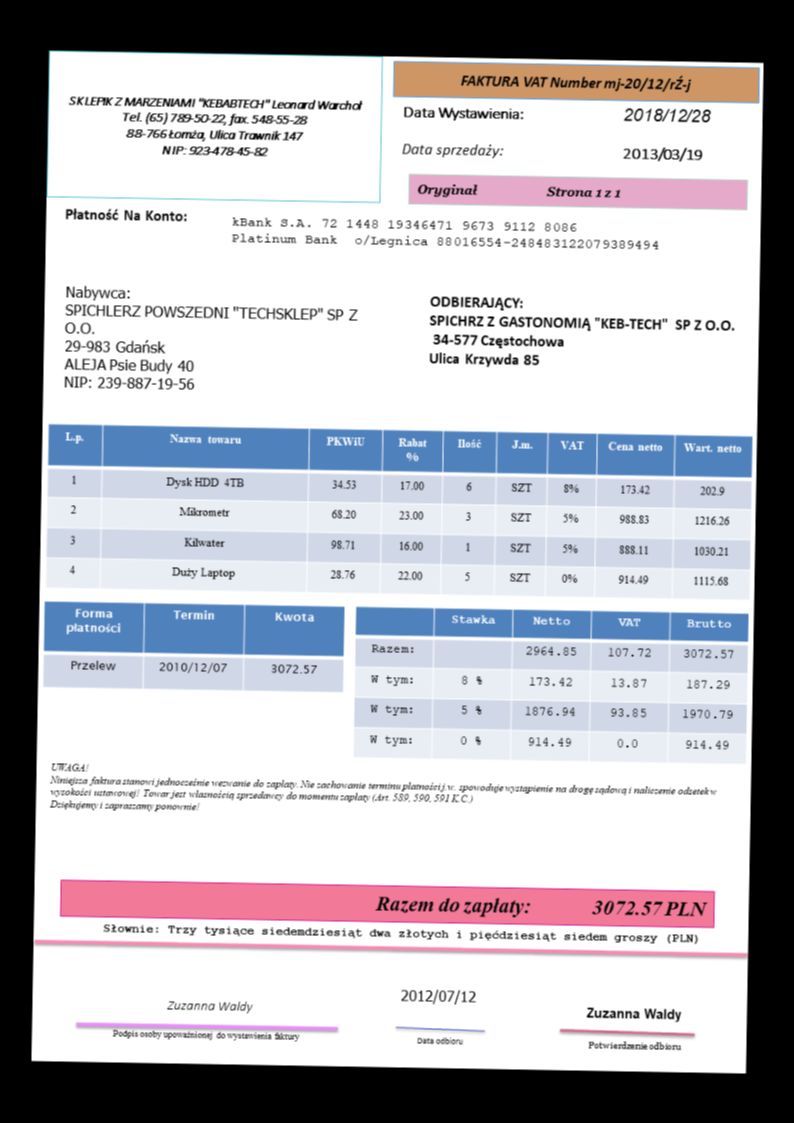 SKLEPIK Z MARZENIAMI "KEBABTECH" Leonard Warchoł
Tel. (65) 789-50-22, fax. 548-55-28
88-766 Łomża, Ulica Trawnik 147
NIP: 923-478-45-82
FAKTURA VAT Number mj-20/12/rŹ-j
Data Wystawienia: 2018/12/28
Data sprzedaży: 2013/03/19
Oryginał Strona 1 z 1
Płatność Na Konto:
kBank S.A. 72 1448 19346471 9673 9112 8086
Platinum Bank o/Legnica 88016554-248483122079389494
Nabywca:
SPICHLERZ POWSZEDNI "TECHSKLEP" SP Z
O.O.
29-983 Gdańsk
ALEJA Psie Budy 40
NIP: 239-887-19-56
ODBIERAJĄCY:
SPICHRZ Z GASTONOMIĄ "KEB-TECH" SP Z O.O.
34-577 Częstochowa
Ulica Krzywda 85
L.p. Nazwa towaru PKWiU Rabat % Ilość J.m. VAT Cena netto Wart. netto
1 Dysk HDD 4TB 34.53 17.00 6 SZT 8% 173.42 202.9
2 Mikrometr 68.20 23.00 3 SZT 5% 988.83 1216.26
3 Kilwater 98.71 16.00 1 SZT 5% 888.11 1030.21
4 Duży Laptop 28.76 22.00 5 SZT 0% 914.49 1115.68
Forma płatności Termin Kwota
Przelew 2010/12/07 3072.57
Stawka Netto VAT Brutto
Razem: 2964.85 107.72 3072.57
W tym: 8 % 173.42 13.87 187.29
W tym: 5 % 1876.94 93.85 1970.79
W tym: 0 % 914.49 0.0 914.49
UWAGA!
Niniejsza faktura stanowi jednocześnie wezwanie do zapłaty. Nie zachowanie terminu płatności j.w. spowoduje wystąpienie na drogę sądową i naliczenie odsetek w
wysokości ustawowej! Towar jest własnością sprzedawcy do momentu zapłaty (Art. 589, 590, 591 K.C.)
Dziękujemy i zapraszamy ponownie!
Razem do zapłaty: 3072.57 PLN
Słownie: Trzy tysiące siedemdziesiąt dwa złotych i pięćdziesiąt siedem groszy (PLN)
Zuzanna Waldy
Podpis osoby upoważnionej do wystawienia faktury
2012/07/12
Data odbioru
Zuzanna Waldy
Potwierdzenie odbioru